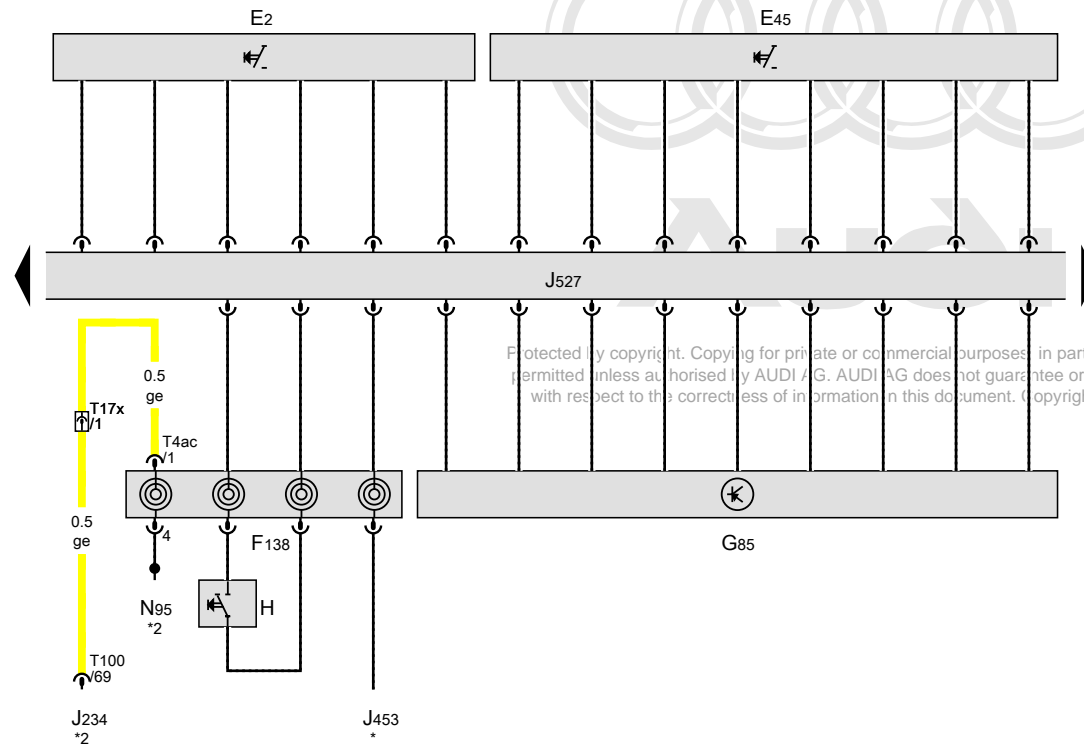 E2
E45
J527
Audi
Protected by copyright. Copying for private or commercial purposes, in part
permitted unless authorised by AUDI AG. AUDI AG does not guarantee or
with respect to the correctness of information in this document. Copyrigh
0.5
ge
T17x
/1
T4ac
/1
0.5
ge
4
F138
G85
N95
*2
H
T100
/69
J234
*2
J453
*